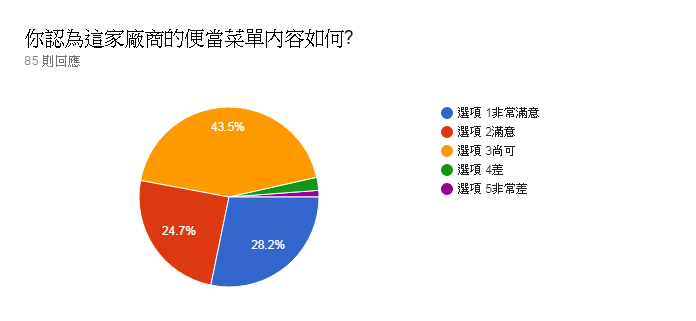 你認為這家廠商的便當菜單內容如何?
85 則回應
43.5%
24.7%
28.2%
選項 1非常滿意
選項 2滿意
選項 3尚可
選項 4差
選項 5非常差